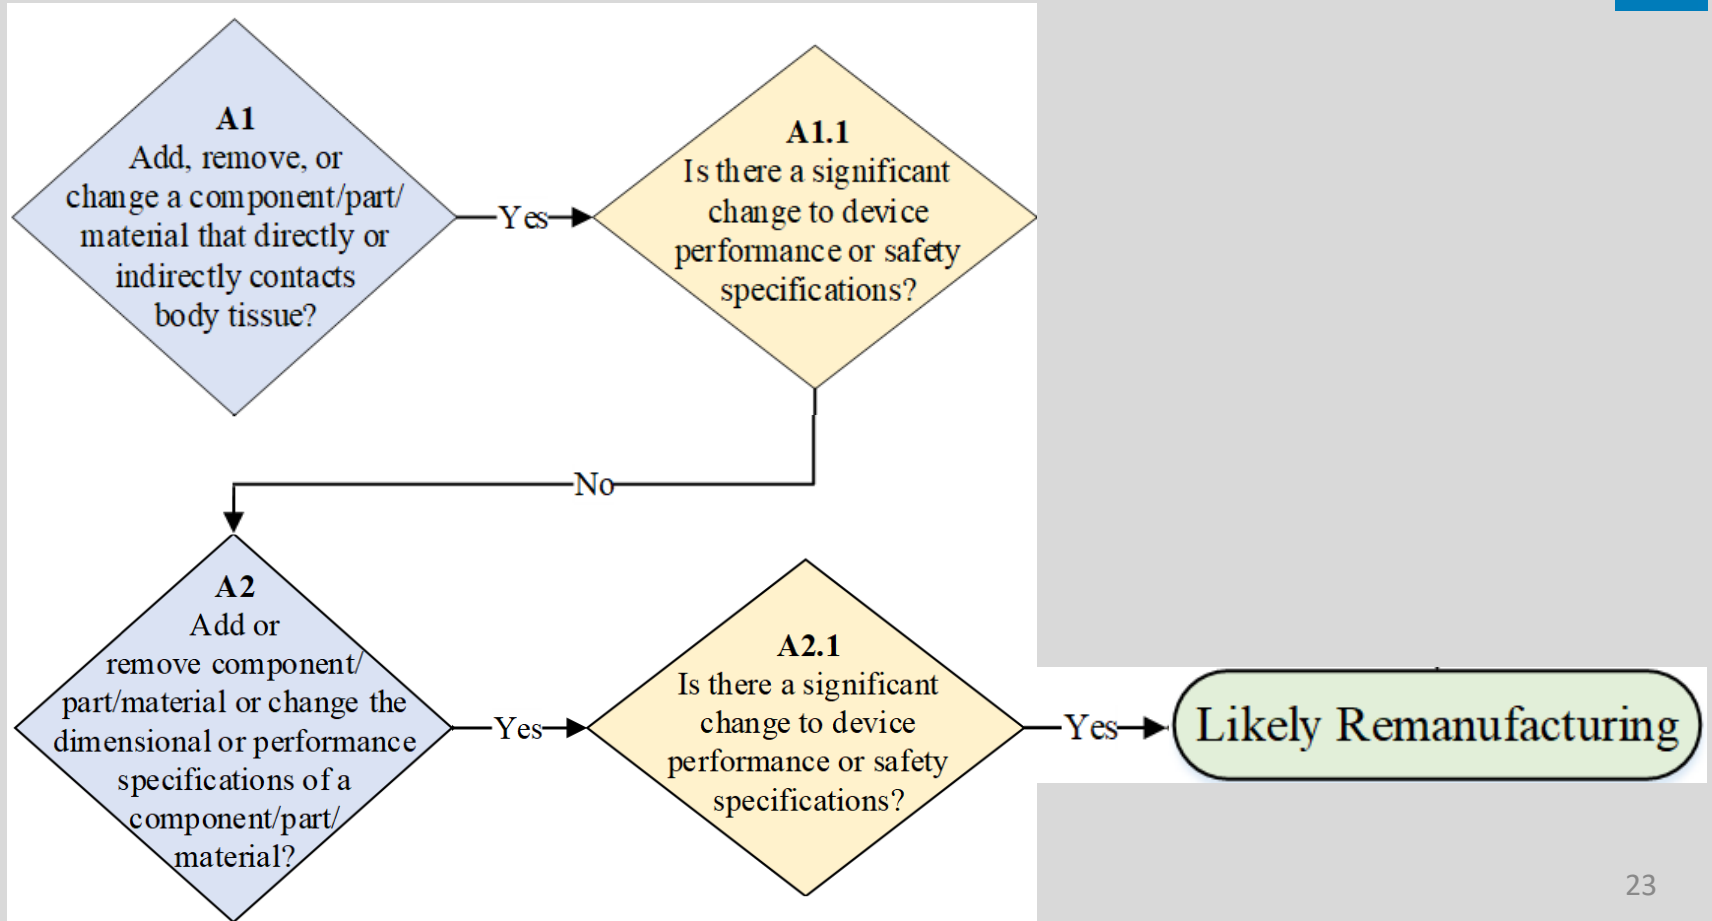 A1
Add, remove, or
change a component/part/
material that directly or
indirectly contacts
body tissue?
Yes
A1.1
Is there a significant
change to device
performance or safety
specifications?
No
A2
Add or
remove component/
part/material or change the
dimensional or performance
specifications of a
component/part/
material?
Yes
A2.1
Is there a significant
change to device
performance or safety
specifications?
Yes
Likely Remanufacturing
23